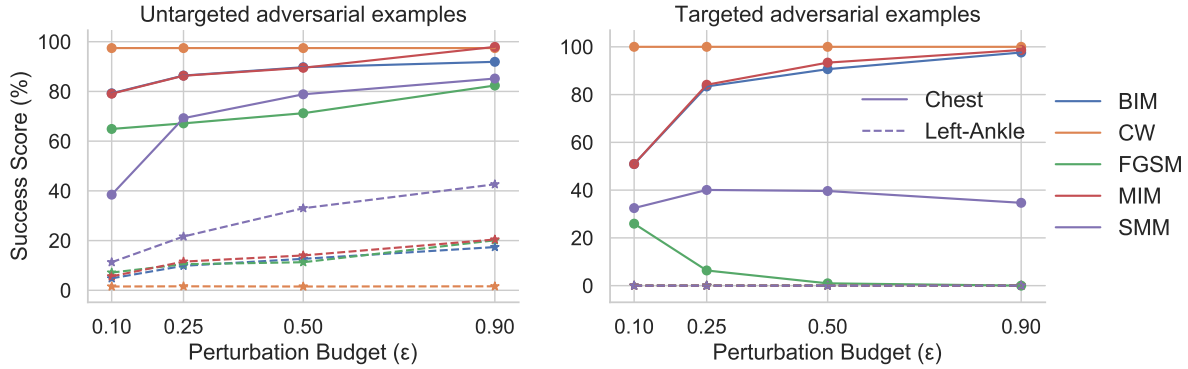 Untargeted adversarial examples
Success Score (%)
100
80
60
40
20
0
0.10 0.25 0.50 0.90
Perturbation Budget (ε)
Targeted adversarial examples
100
80
60
40
20
0
0.10 0.25 0.50 0.90
Perturbation Budget (ε)
Chest
Left-Ankle
BIM
CW
FGSM
MIM
SMM